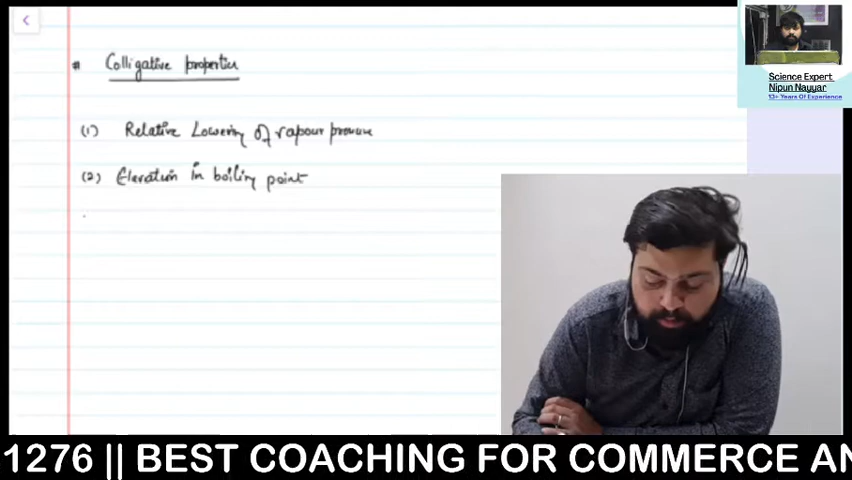 Colligative properties
(1) Relative Lowering of vapour pressure
(2) Elevation in boiling point
Science Expert
Nipun Nayyar
13+ Years Of Experience
1276 || BEST COACHING FOR COMMERCE AN